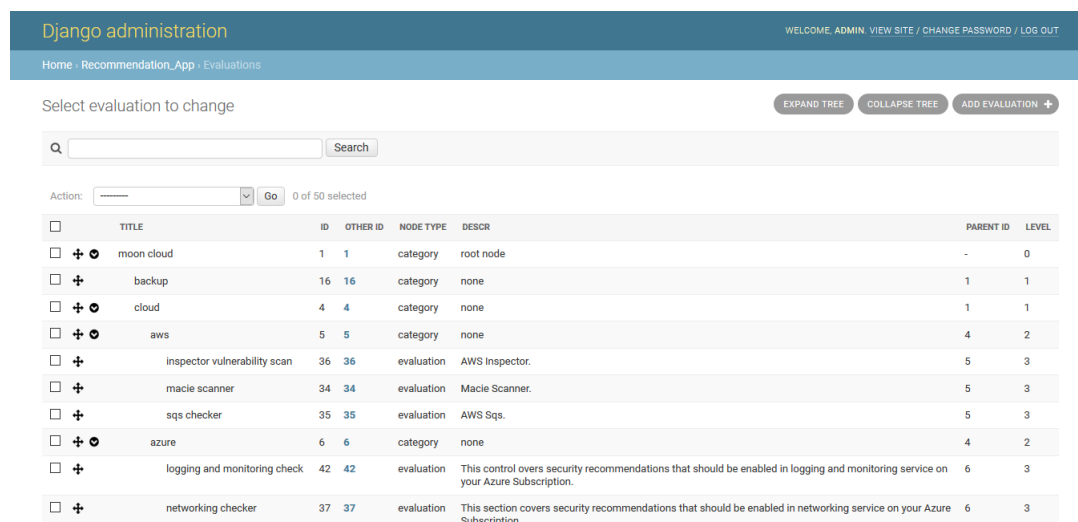 Django administration
WELCOME, ADMIN. VIEW SITE / CHANGE PASSWORD / LOG OUT
Home › Recommendation_App › Evaluations
Select evaluation to change
EXPAND TREE COLLAPSE TREE ADD EVALUATION +
Search
Action: --------- Go 0 of 50 selected
TITLE ID OTHER ID NODE TYPE DESCR PARENT ID LEVEL
moon cloud 1 1 category root node - 0
backup 16 16 category none 1 1
cloud 4 4 category none 1 1
aws 5 5 category none 4 2
inspector vulnerability scan 36 36 evaluation AWS Inspector. 5 3
macie scanner 34 34 evaluation Macie Scanner. 5 3
sqs checker 35 35 evaluation AWS Sqs. 5 3
azure 6 6 category none 4 2
logging and monitoring check 42 42 evaluation This control overs security recommendations that should be enabled in logging and monitoring service on 6 3
your Azure Subscription.
networking checker 37 37 evaluation This section covers security recommendations that should be enabled in networking service on your Azure 6 3
Subscription.